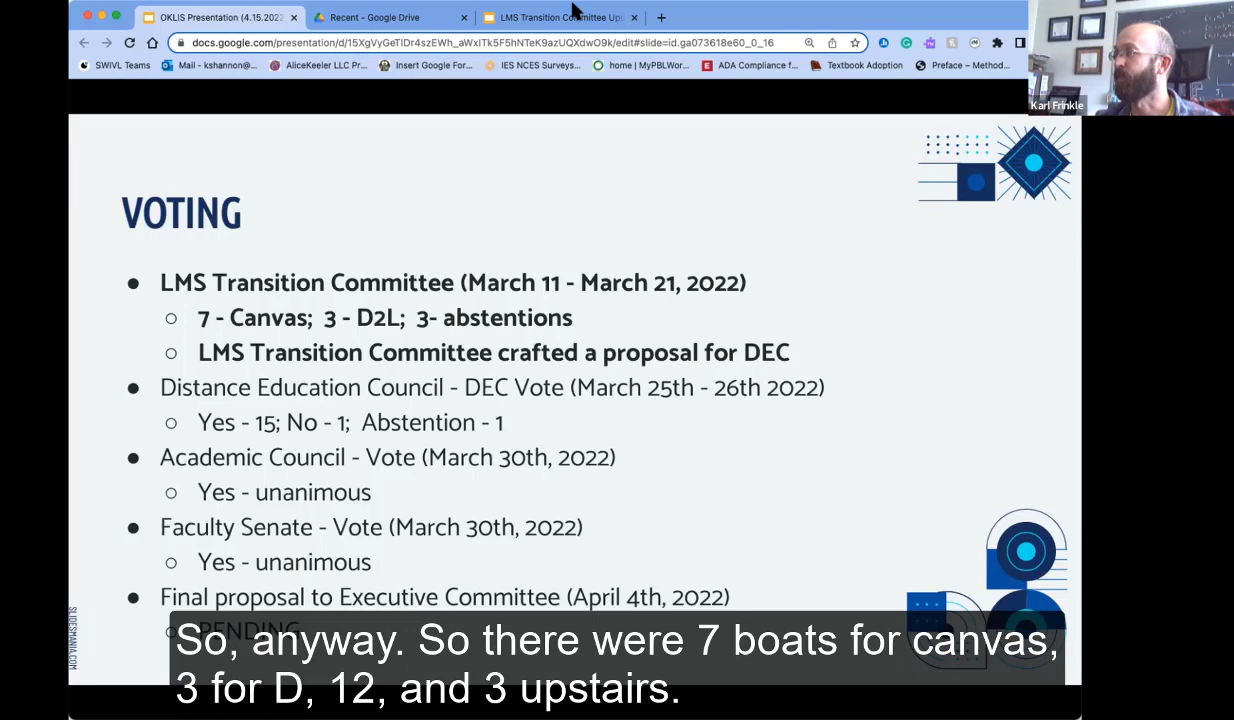 OKLIS Presentation (4.15.2022
Recent - Google Drive
LMS Transition Committee Up
docs.google.com/presentation/d/15XgVyGeTlDr4szEWh_aWxITk5F5hNTeK9azUQXdwO9k/edit#slide=id.ga073618e60_0_16
SWIVL Teams
Mail - kshannon@...
AliceKeeler LLC Pr...
Insert Google For...
IES NCES Surveys...
home | MyPBLWor...
ADA Compliance f...
Textbook Adoption
Preface – Method...
Karl Frinkle
VOTING
● LMS Transition Committee (March 11 - March 21, 2022)
○ 7 - Canvas; 3 - D2L; 3- abstentions
○ LMS Transition Committee crafted a proposal for DEC
● Distance Education Council - DEC Vote (March 25th - 26th 2022)
○ Yes - 15; No - 1; Abstention - 1
● Academic Council - Vote (March 30th, 2022)
○ Yes - unanimous
● Faculty Senate - Vote (March 30th, 2022)
○ Yes - unanimous
● Final proposal to Executive Committee (April 4th, 2022)
○ PENDING
SLIDESMANIA.COM
So, anyway. So there were 7 boats for canvas,
3 for D, 12, and 3 upstairs.